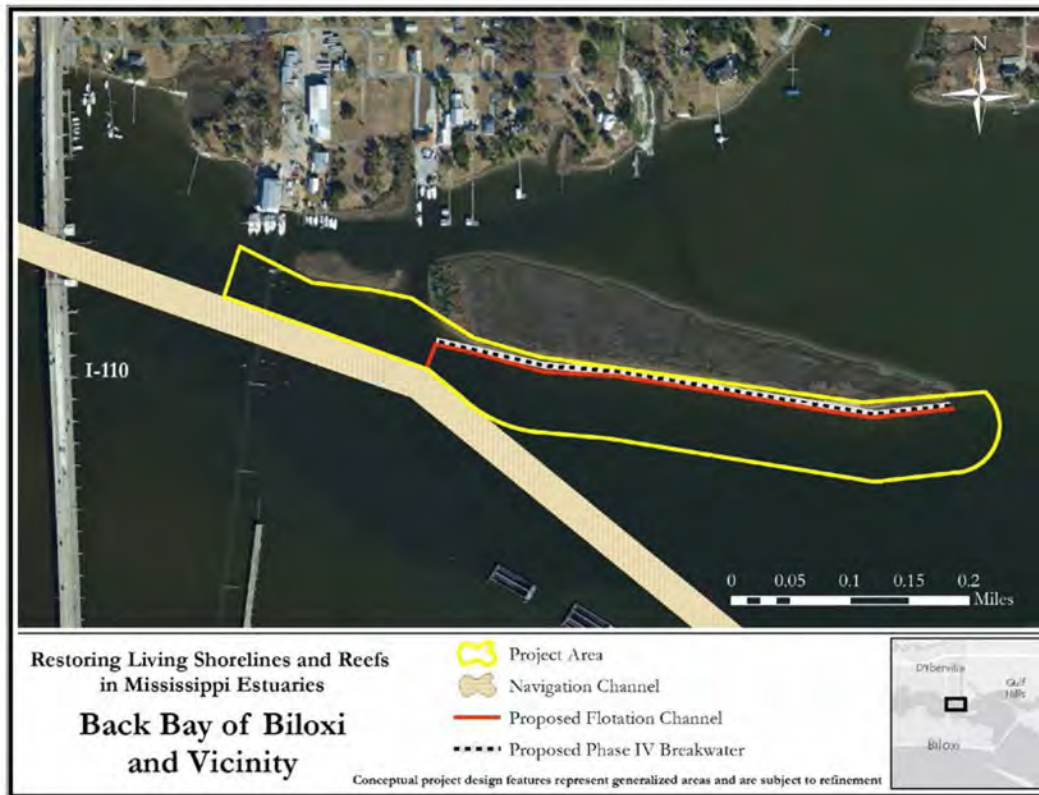 N
I-110
0 0.05 0.1 0.15 0.2
Miles
Restoring Living Shorelines and Reefs
in Mississippi Estuaries
Back Bay of Biloxi
and Vicinity
Project Area
Navigation Channel
Proposed Flotation Channel
Proposed Phase IV Breakwater
Conceptual project design features represent generalized areas and are subject to refinement
D'Iberville
Gulf
Hills
Biloxi